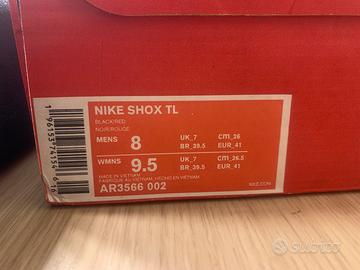 NIKE SHOX TL
BLACK/RED
NOIR/ROUGE
MENS 8 UK_7 CM_26
BR_39.5 EUR_41
WMNS 9.5 UK_7 CM_26.5
BR_39.5 EUR_41
MADE IN VIETNAM
FABRIQUE AU VIETNAM, HECHO EN VIETNAM
AR3566 002
NIKE.COM
SUBITO